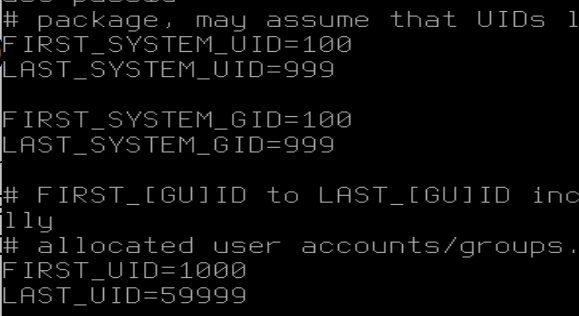 # package, may assume that UIDs l
FIRST_SYSTEM_UID=100
LAST_SYSTEM_UID=999
FIRST_SYSTEM_GID=100
LAST_SYSTEM_GID=999
# FIRST_[GU]ID to LAST_[GU]ID inc
lly
# allocated user accounts/groups.
FIRST_UID=1000
LAST_UID=59999